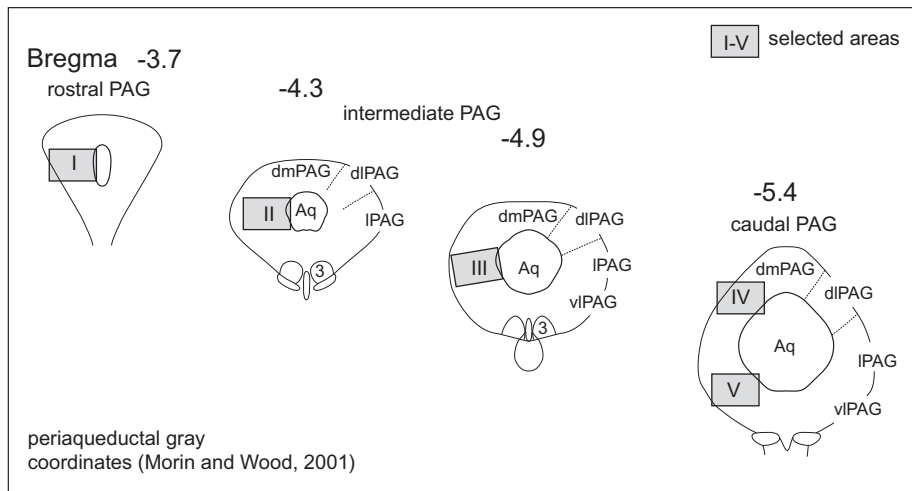 I-V selected areas
Bregma -3.7
rostral PAG
I
-4.3
intermediate PAG
-4.9
dmPAG
dlPAG
II
Aq
lPAG
3
dmPAG
dlPAG
III
Aq
lPAG
vlPAG
3
-5.4
caudal PAG
dmPAG
IV
dlPAG
Aq
lPAG
V
vlPAG
periaqueductal gray
coordinates (Morin and Wood, 2001)